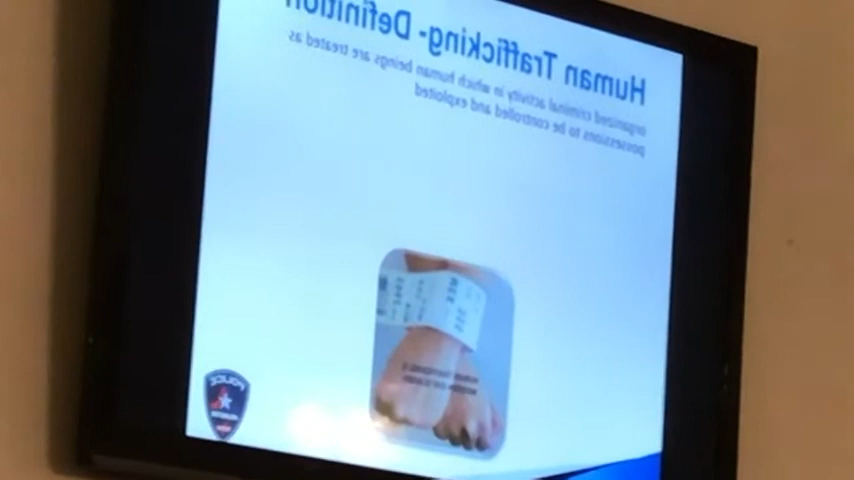 Human Trafficking- Definition
organized criminal activity in which human beings are treated as
possessions to be controlled and exploited
POLICE